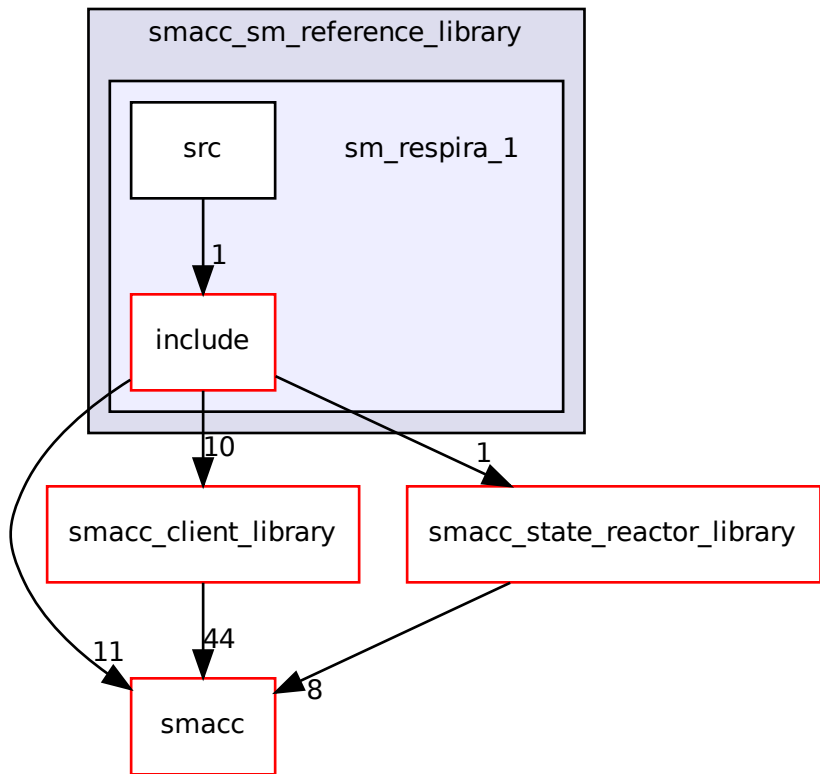 smacc_sm_reference_library
src
sm_respira_1
1
include
10
1
smacc_client_library
smacc_state_reactor_library
44
11
8
smacc